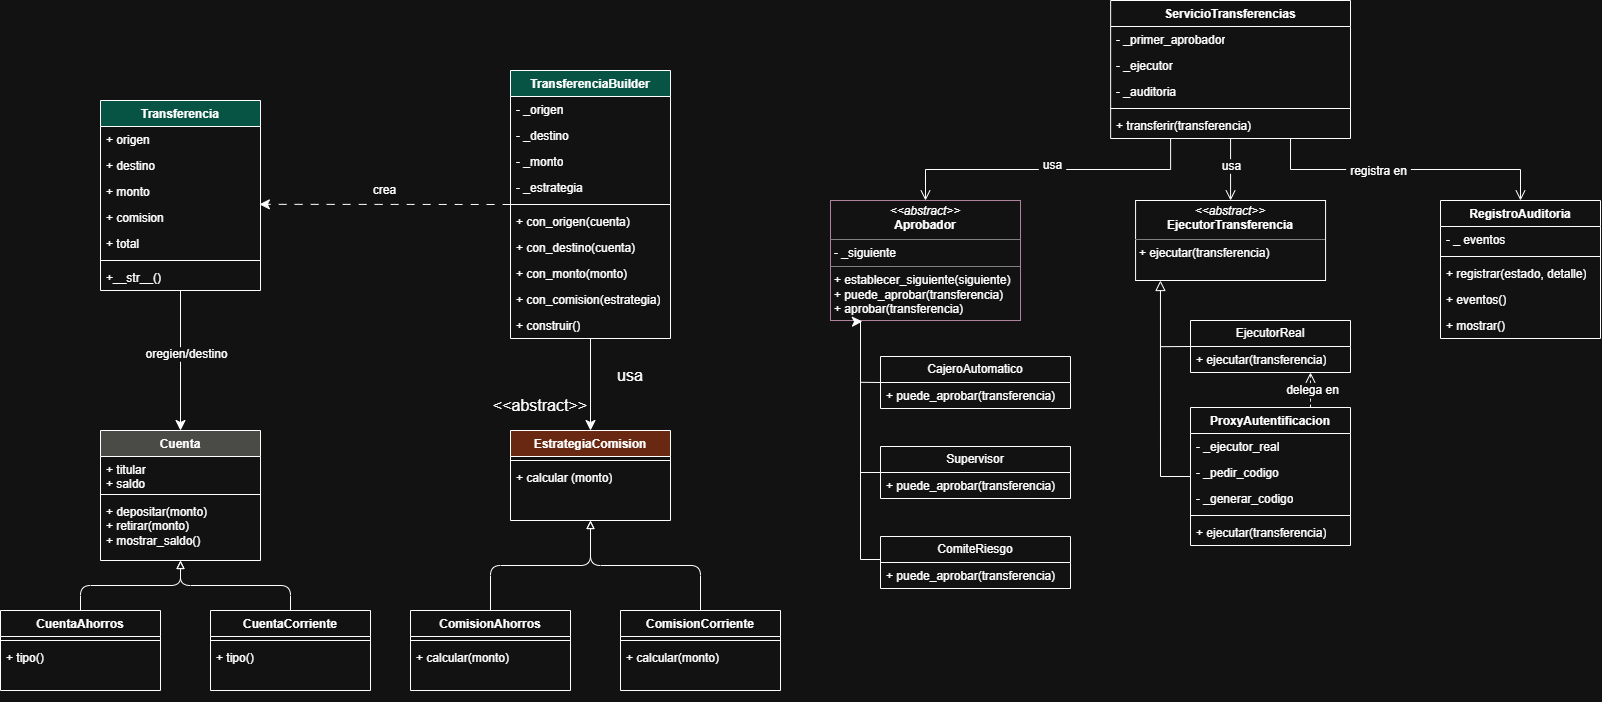 Transferencia
+ origen
+ destino
+ monto
+ comision
+ total
+__str__()
crea
TransferenciaBuilder
- _origen
- _destino
- _monto
- _estrategia
+ con_origen(cuenta)
+ con_destino(cuenta)
+ con_monto(monto)
+ con_comision(estrategia)
+ construir()
oregien/destino
usa
<<abstract>>
Cuenta
+ titular
+ saldo
+ depositar(monto)
+ retirar(monto)
+ mostrar_saldo()
EstrategiaComision
+ calcular (monto)
CuentaAhorros
+ tipo()
CuentaCorriente
+ tipo()
ComisionAhorros
+ calcular(monto)
ComisionCorriente
+ calcular(monto)
ServicioTransferencias
- _primer_aprobador
- _ejecutor
- _auditoria
+ transferir(transferencia)
usa
usa
registra en
<<abstract>>
Aprobador
- _siguiente
+ establecer_siguiente(siguiente)
+ puede_aprobar(transferencia)
+ aprobar(transferencia)
<<abstract>>
EjecutorTransferencia
+ ejecutar(transferencia)
RegistroAuditoria
- _ eventos
+ registrar(estado, detalle)
+ eventos()
+ mostrar()
CajeroAutomatico
+ puede_aprobar(transferencia)
Supervisor
+ puede_aprobar(transferencia)
ComiteRiesgo
+ puede_aprobar(transferencia)
EjecutorReal
+ ejecutar(transferencia)
delega en
ProxyAutentificacion
- _ejecutor_real
- _pedir_codigo
- _generar_codigo
+ ejecutar(transferencia)